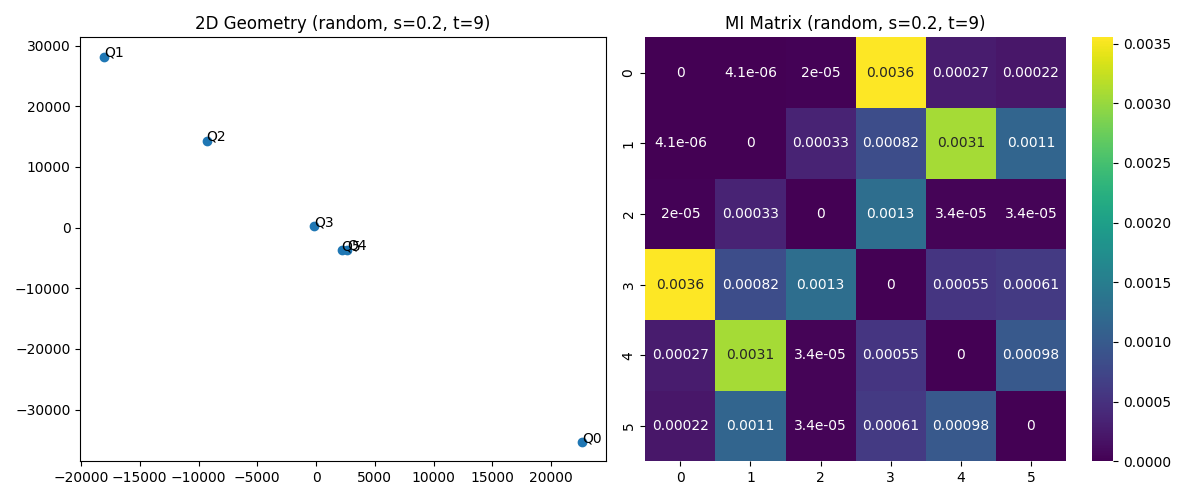 2D Geometry (random, s=0.2, t=9)
30000
20000
10000
0
−10000
−20000
−30000
Q1
Q2
Q3
Q5
Q4
Q0
−20000 −15000 −10000 −5000 0 5000 10000 15000 20000
MI Matrix (random, s=0.2, t=9)
0 0 4.1e-06 2e-05 0.0036 0.00027 0.00022
1 4.1e-06 0 0.00033 0.00082 0.0031 0.0011
2 2e-05 0.00033 0 0.0013 3.4e-05 3.4e-05
3 0.0036 0.00082 0.0013 0 0.00055 0.00061
4 0.00027 0.0031 3.4e-05 0.00055 0 0.00098
5 0.00022 0.0011 3.4e-05 0.00061 0.00098 0
0 1 2 3 4 5
0.0035
0.0030
0.0025
0.0020
0.0015
0.0010
0.0005
0.0000